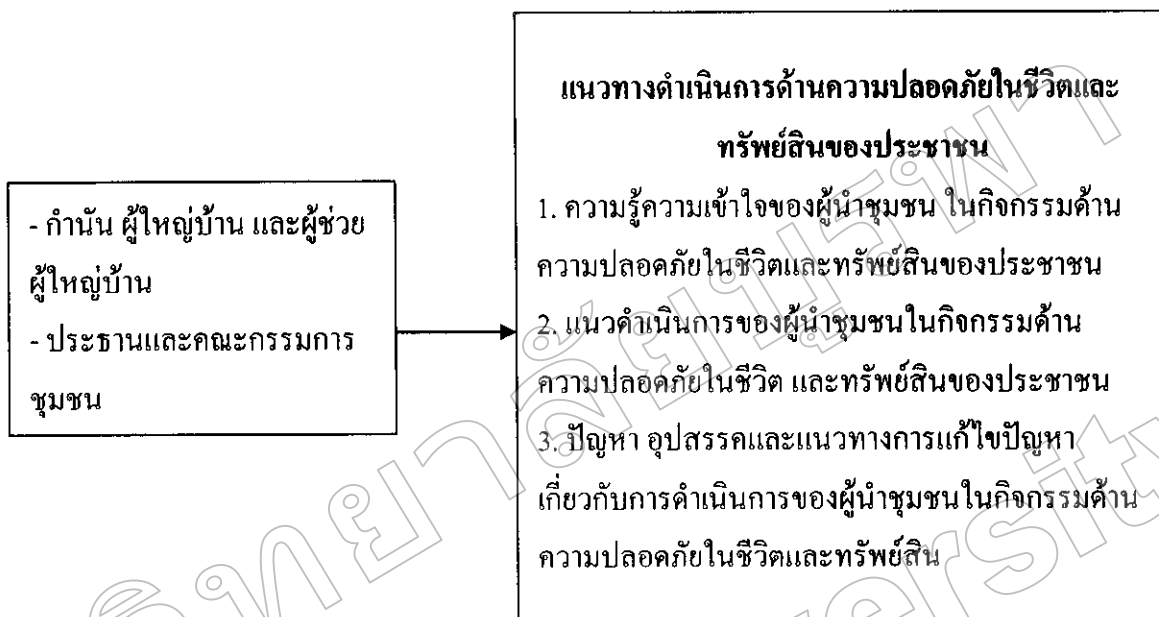 - กำนัน ผู้ใหญ่บ้าน และผู้ช่วย
ผู้ใหญ่บ้าน
- ประธานและคณะกรรมการ
ชุมชน
แนวทางดำเนินการด้านความปลอดภัยในชีวิตและ
ทรัพย์สินของประชาชน
1. ความรู้ความเข้าใจของผู้นำชุมชน ในกิจกรรมด้าน
ความปลอดภัยในชีวิตและทรัพย์สินของประชาชน
2. แนวดำเนินการของผู้นำชุมชนในกิจกรรมด้าน
ความปลอดภัยในชีวิต และทรัพย์สินของประชาชน
3. ปัญหา อุปสรรคและแนวทางการแก้ไขปัญหา
เกี่ยวกับการดำเนินการของผู้นำชุมชนในกิจกรรมด้าน
ความปลอดภัยในชีวิตและทรัพย์สิน